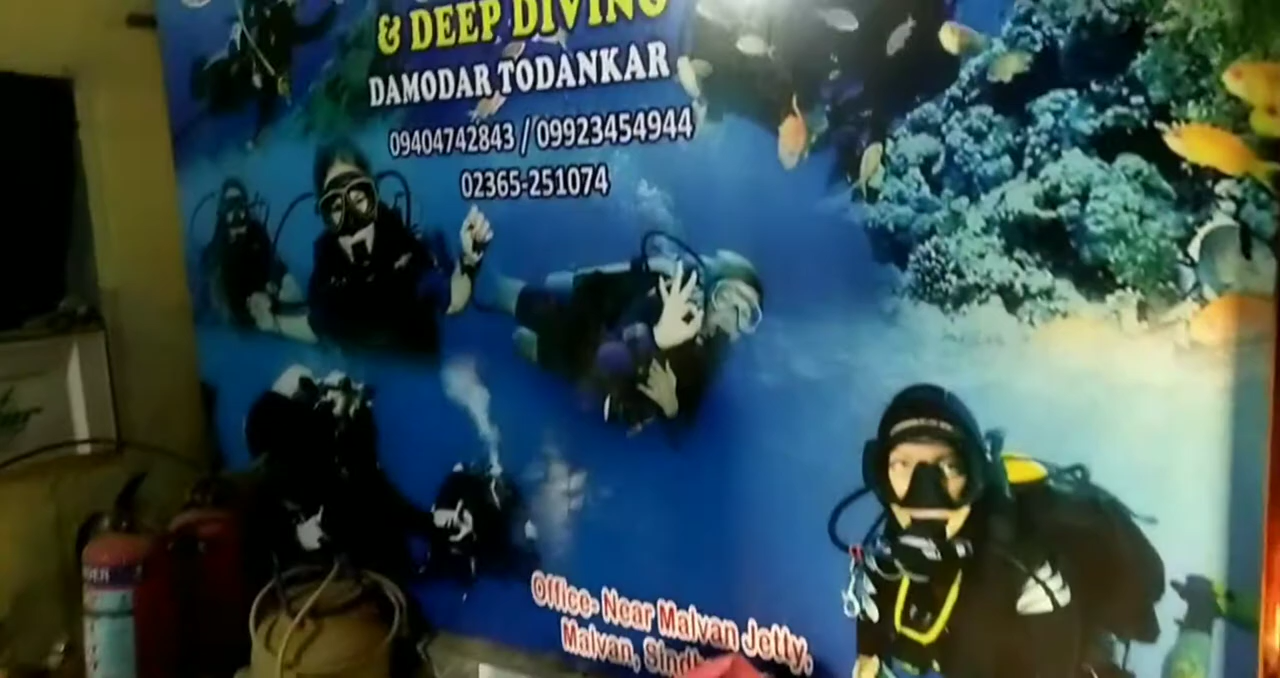 & DEEP DIVING
DAMODAR TODANKAR
09404742843 / 09923454944
02365-251074
Office- Near Malvan Jetty,
Malvan,